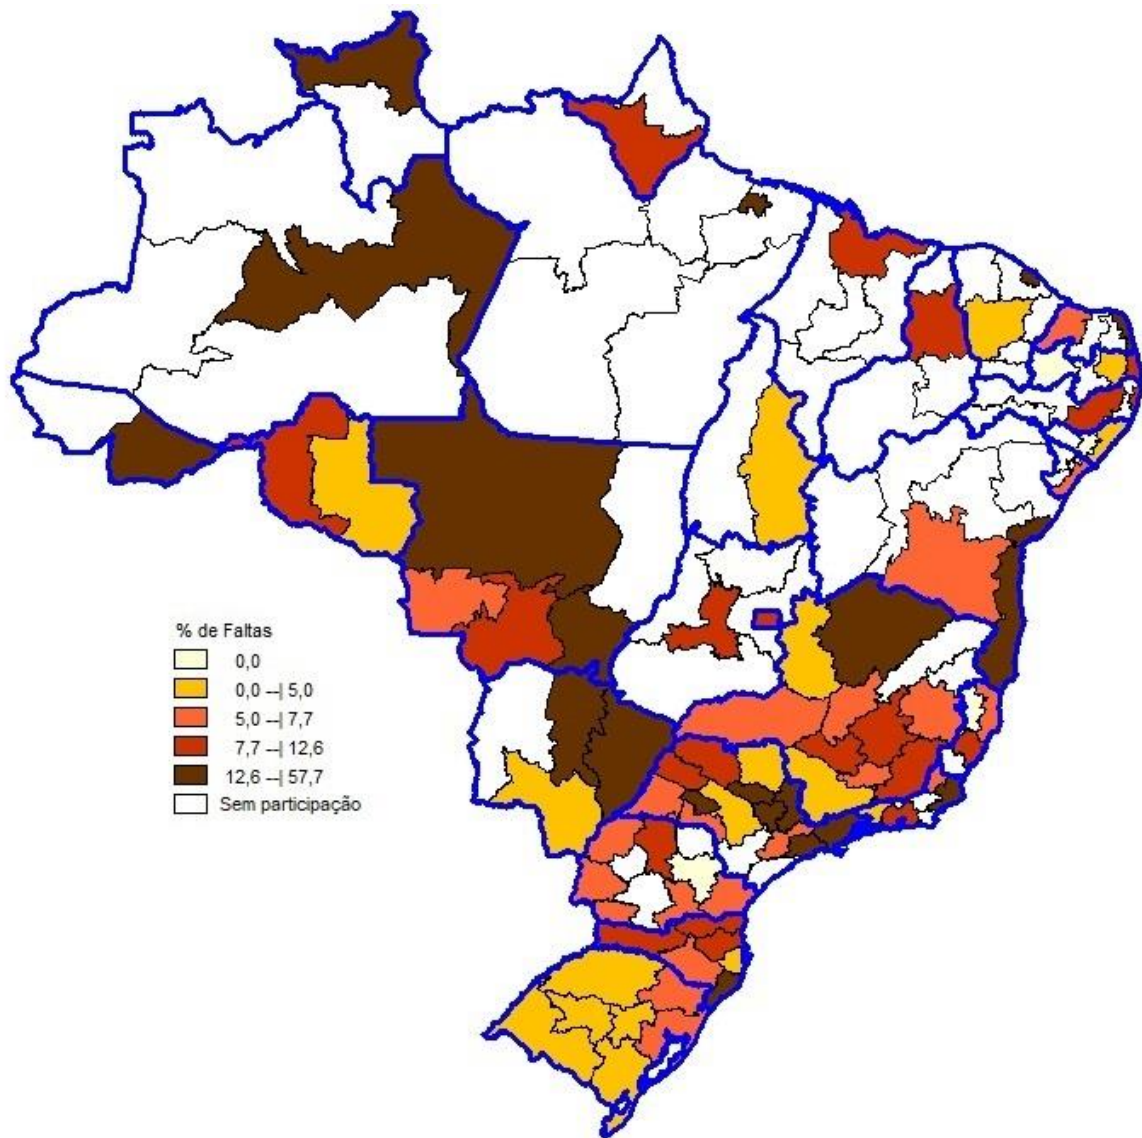 % de Faltas
0,0
0,0 --| 5,0
5,0 --| 7,7
7,7 --| 12,6
12,6 --| 57,7
Sem participação